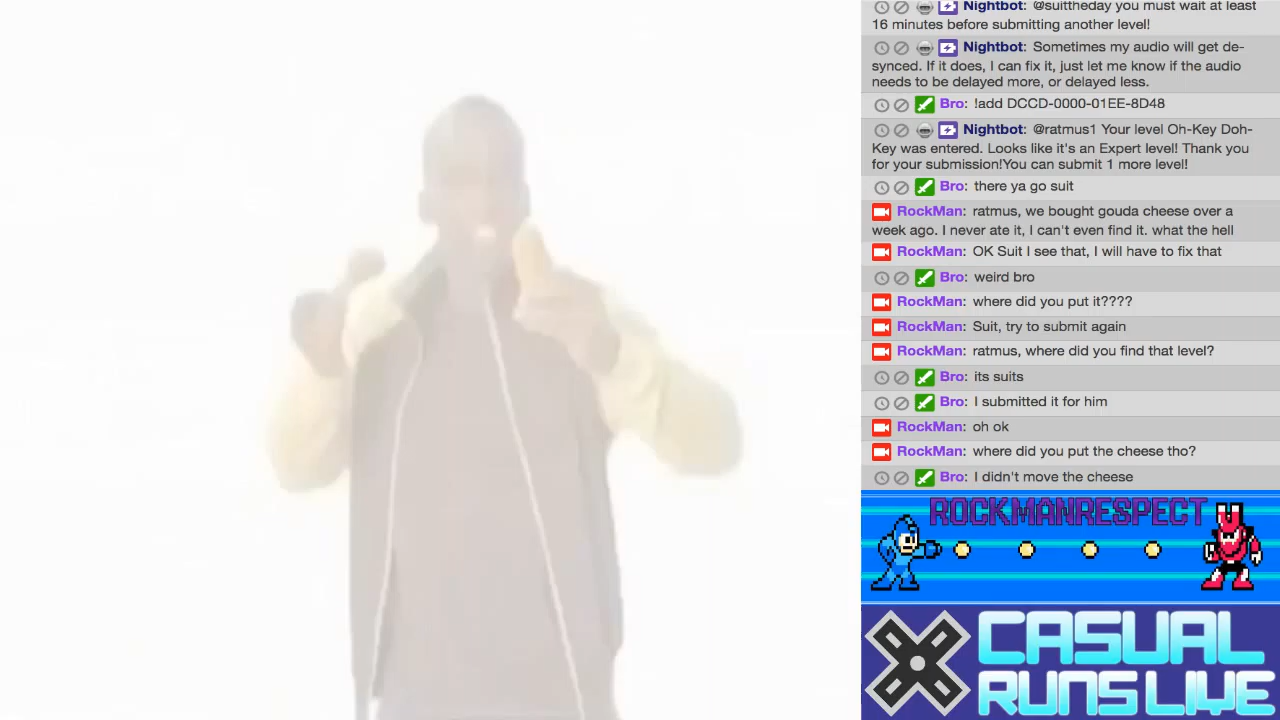 Nightbot: @suittheday you must wait at least
16 minutes before submitting another level!
Nightbot: Sometimes my audio will get de-
synced. If it does, I can fix it, just let me know if the audio
needs to be delayed more, or delayed less.
Bro: !add DCCD-0000-01EE-8D48
Nightbot: @ratmus1 Your level Oh-Key Doh-
Key was entered. Looks like it's an Expert level! Thank you
for your submission!You can submit 1 more level!
Bro: there ya go suit
RockMan: ratmus, we bought gouda cheese over a
week ago. I never ate it, I can't even find it. what the hell
RockMan: OK Suit I see that, I will have to fix that
Bro: weird bro
RockMan: where did you put it????
RockMan: Suit, try to submit again
RockMan: ratmus, where did you find that level?
Bro: its suits
Bro: I submitted it for him
RockMan: oh ok
RockMan: where did you put the cheese tho?
Bro: I didn't move the cheese
ROCKMANRESPECT
CASUAL
RUNS LIVE